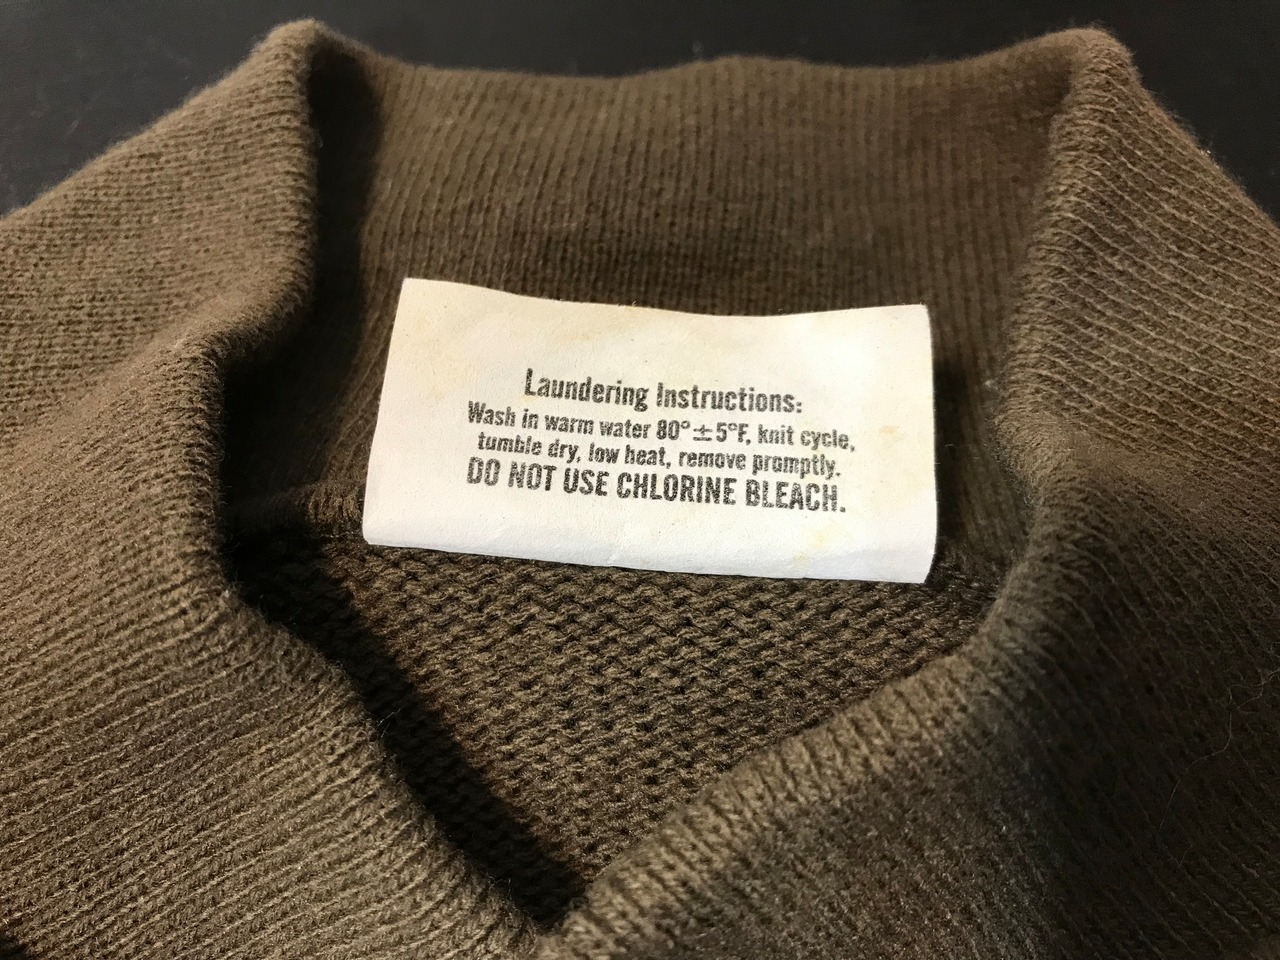 Laundering Instructions:
Wash in warm water 80°±5°F, knit cycle,
tumble dry, low heat, remove promptly.
DO NOT USE CHLORINE BLEACH.